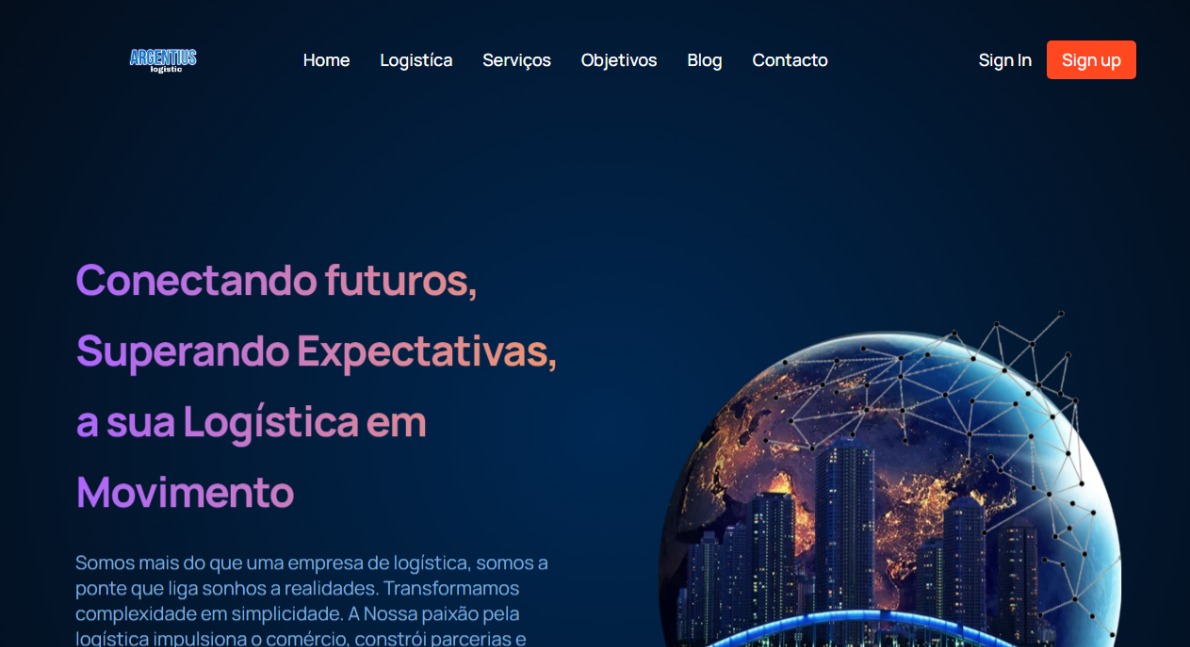 ARGENTIUS
logistic
Home Logistíca Serviços Objetivos Blog Contacto
Sign In Sign up
Conectando futuros,
Superando Expectativas,
a sua Logística em
Movimento
Somos mais do que uma empresa de logística, somos a
ponte que liga sonhos a realidades. Transformamos
complexidade em simplicidade. A Nossa paixão pela
logística impulsiona o comércio, constrói parcerias e